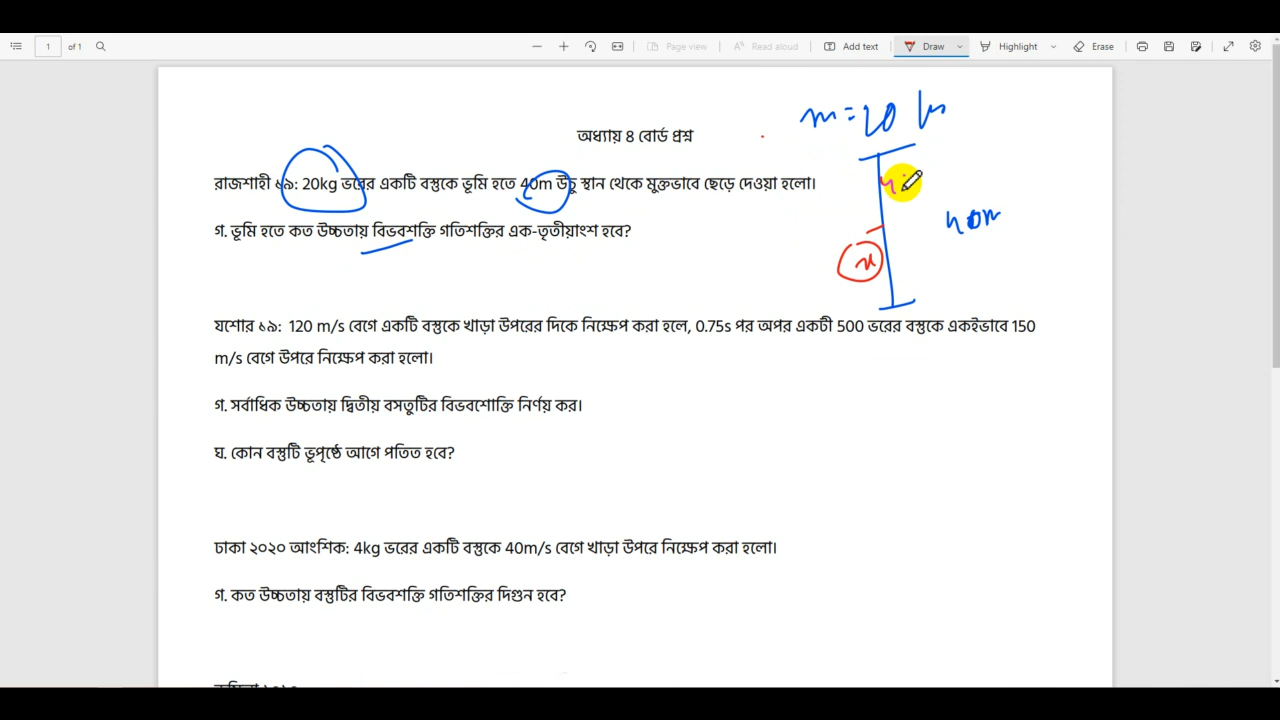 1 of 1 Page view Read aloud Add text Draw Highlight Erase
m = 20
অধ্যায় ৪ বোর্ড প্রশ্ন
রাজশাহী ১৯: 20kg ভরের একটি বস্তুকে ভূমি হতে 40m উচু স্থান থেকে মুক্তভাবে ছেড়ে দেওয়া হলো।
গ. ভূমি হতে কত উচ্চতায় বিভবশক্তি গতিশক্তির এক-তৃতীয়াংশ হবে?
x
যশোর ১৯: 120 m/s বেগে একটি বস্তুকে খাড়া উপরের দিকে নিক্ষেপ করা হলে, 0.75s পর অপর একটী 500 ভরের বস্তুকে একইভাবে 150
m/s বেগে উপরে নিক্ষেপ করা হলো।
গ. সর্বাধিক উচ্চতায় দ্বিতীয় বসতুটির বিভবশোক্তি নির্ণয় কর।
ঘ. কোন বস্তুটি ভূপৃষ্ঠে আগে পতিত হবে?
ঢাকা ২০২০ আংশিক: 4kg ভরের একটি বস্তুকে 40m/s বেগে খাড়া উপরে নিক্ষেপ করা হলো।
গ. কত উচ্চতায় বস্তুটির বিভবশক্তি গতিশক্তির দিগুন হবে?